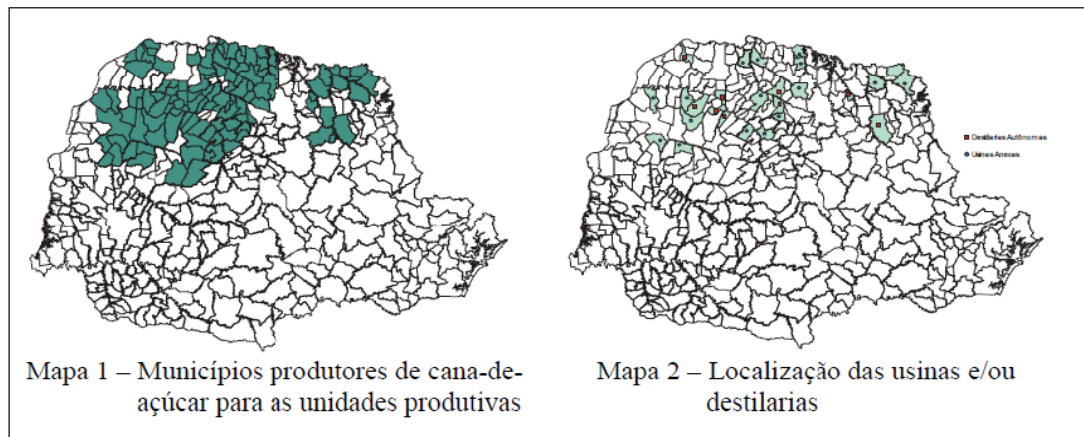 Destilarias Autônomas
Usinas Anexas
Mapa 1 – Municípios produtores de cana-de-
açúcar para as unidades produtivas
Mapa 2 – Localização das usinas e/ou
destilarias